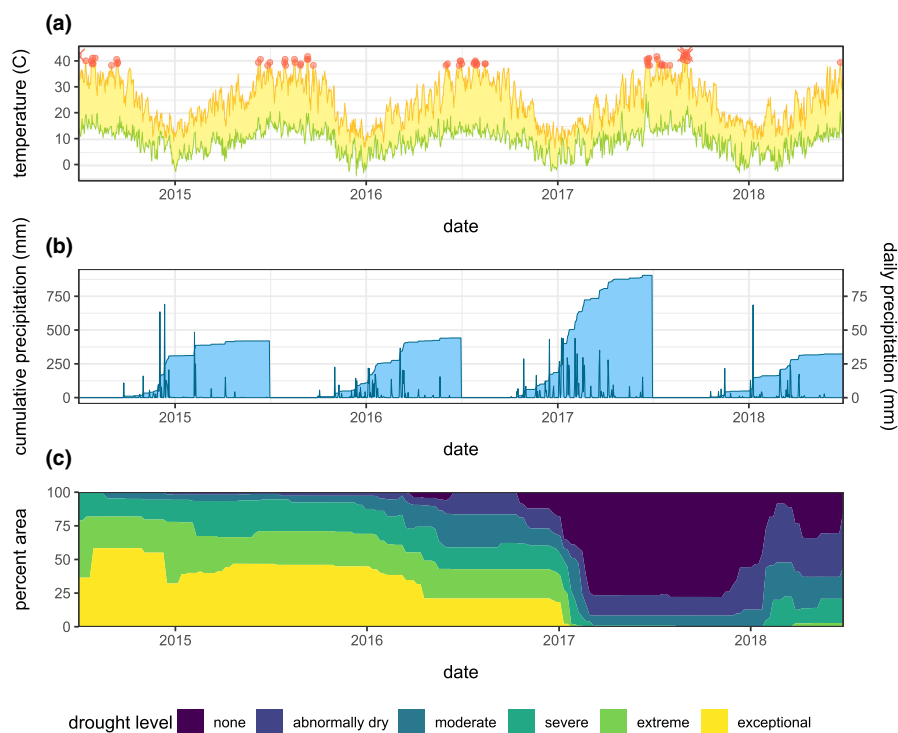 (a)
temperature (C)
40
30
20
10
0
2015 2016 2017 2018
date
(b)
cumulative precipitation (mm)
750
500
250
0
daily precipitation (mm)
75
50
25
0
2015 2016 2017 2018
date
(c)
percent area
100
75
50
25
0
2015 2016 2017 2018
date
drought level none abnormally dry moderate severe extreme exceptional